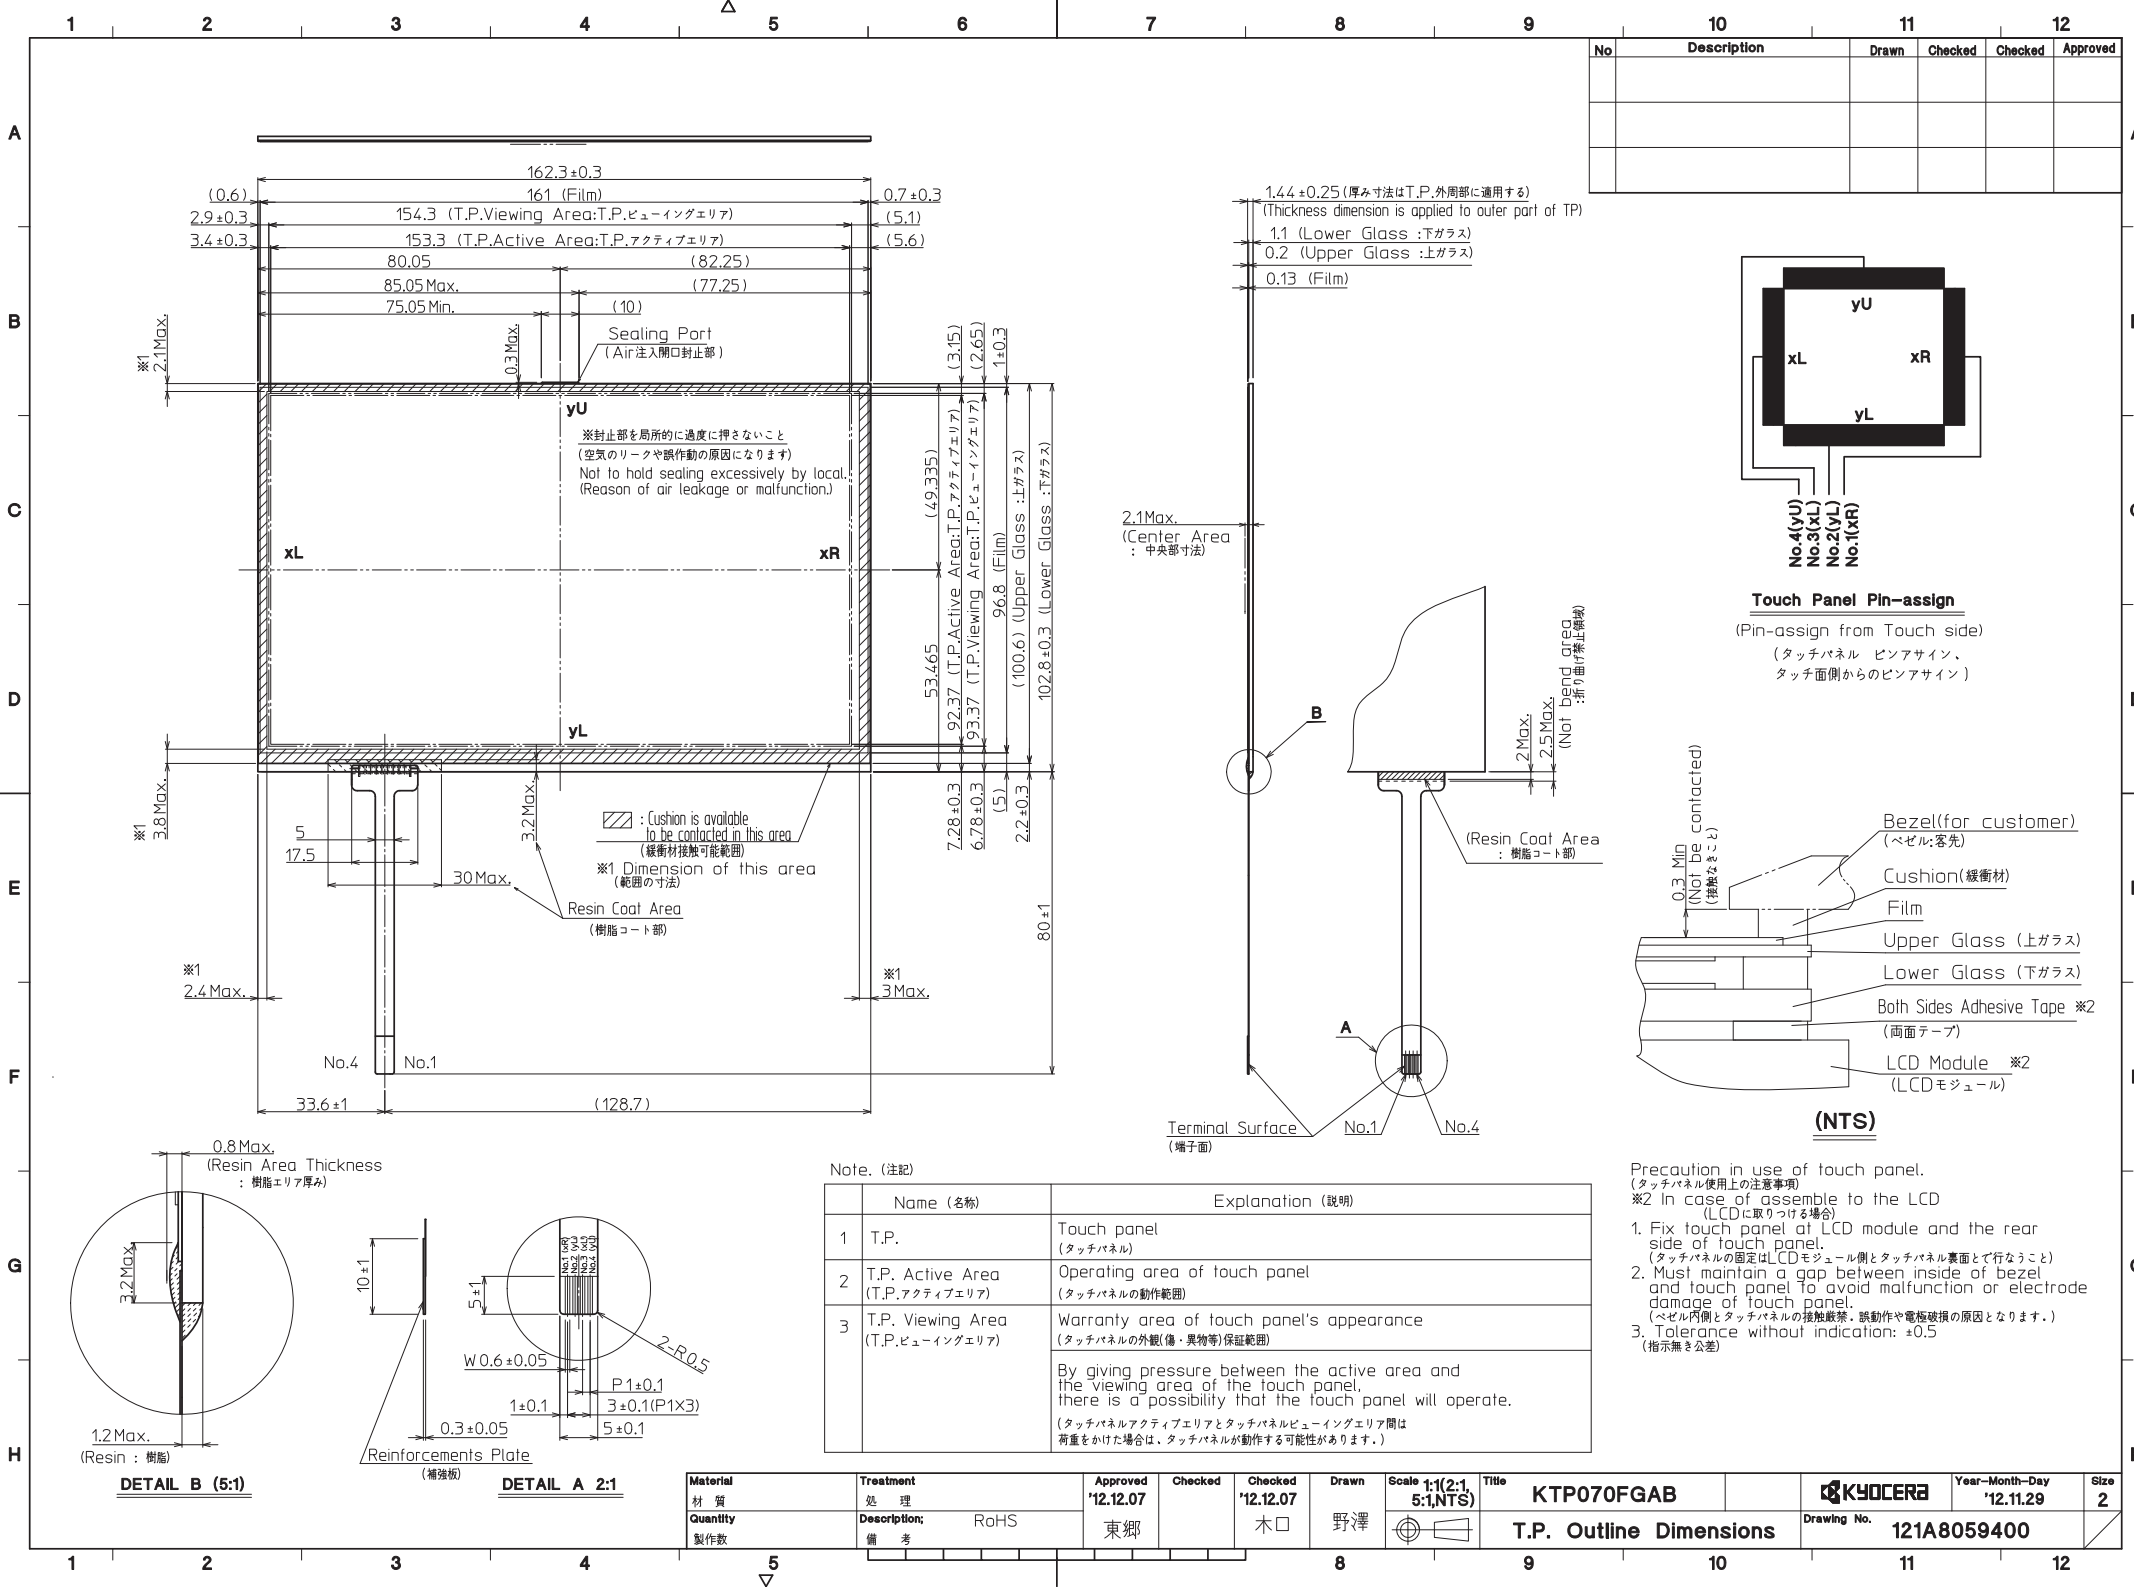 1 2 3 4 5 6 7 8 9 10 11 12
A
B
C
D
E
F
G
H
No Description Drawn Checked Checked Approved
162.3±0.3
(0.6) 161 (Film) 0.7±0.3
2.9±0.3 154.3 (T.P.Viewing Area:T.P.ビューイングエリア) (5.1)
3.4±0.3 153.3 (T.P.Active Area:T.P.アクティブエリア) (5.6)
80.05 (82.25)
85.05Max. (77.25)
75.05Min. (10)
Sealing Port
(Air注入開口封止部)
0.3Max.
※1
2.1Max.
(3.15)
(2.65)
1±0.3
yU
※封止部を局所的に過度に押さないこと
(空気のリークや誤作動の原因になります)
Not to hold sealing excessively by local.
(Reason of air leakage or malfunction.)
xL xR
yL
(49.335)
53.465
92.37 (T.P.Active Area:T.P.アクティブエリア)
93.37 (T.P.Viewing Area:T.P.ビューイングエリア)
96.8 (Film)
(100.6) (Upper Glass :上ガラス)
102.8±0.3 (Lower Glass :下ガラス)
7.28±0.3
6.78±0.3
(5)
2.2±0.3
80±1
※1
3.8Max.
5
17.5
30Max.
3.2Max.
: Cushion is available
to be contacted in this area
(緩衝材接触可能範囲)
※1 Dimension of this area
(範囲の寸法)
Resin Coat Area
(樹脂コート部)
※1
2.4Max.
※1
3Max.
No.4 No.1
33.6±1 (128.7)
1.44±0.25(厚み寸法はT.P.外周部に適用する)
(Thickness dimension is applied to outer part of TP)
1.1 (Lower Glass :下ガラス)
0.2 (Upper Glass :上ガラス)
0.13 (Film)
2.1Max.
(Center Area
: 中央部寸法)
B
2Max.
2.5Max.
(Not bend area
:折り曲げ禁止領域)
(Resin Coat Area
: 樹脂コート部)
A
Terminal Surface
(端子面)
No.1 No.4
yU
xL xR
yL
No.4(yU)
No.3(xL)
No.2(yL)
No.1(xR)
Touch Panel Pin-assign
(Pin-assign from Touch side)
(タッチパネル ピンアサイン、
タッチ面側からのピンアサイン)
0.3 Min
(Not be contacted)
(接触なきこと)
Bezel(for customer)
(ベゼル:客先)
Cushion(緩衝材)
Film
Upper Glass (上ガラス)
Lower Glass (下ガラス)
Both Sides Adhesive Tape ※2
(両面テープ)
LCD Module ※2
(LCDモジュール)
(NTS)
0.8Max.
(Resin Area Thickness
: 樹脂エリア厚み)
3.2Max
1.2Max.
(Resin : 樹脂)
DETAIL B (5:1)
10±1
0.3±0.05
Reinforcements Plate
(補強板)
No.1 (xR)
No.2 (yL)
No.3 (xL)
No.4 (yU)
5±1
2-R0.5
W0.6±0.05
P1±0.1
1±0.1 3±0.1(P1X3)
5±0.1
DETAIL A 2:1
Note. (注記)
Name (名称) Explanation (説明)
1 T.P. Touch panel
(タッチパネル)
2 T.P. Active Area Operating area of touch panel
(T.P.アクティブエリア) (タッチパネルの動作範囲)
3 T.P. Viewing Area Warranty area of touch panel's appearance
(T.P.ビューイングエリア) (タッチパネルの外観(傷・異物等)保証範囲)
By giving pressure between the active area and
the viewing area of the touch panel,
there is a possibility that the touch panel will operate.
(タッチパネルアクティブエリアとタッチパネルビューイングエリア間は
荷重をかけた場合は、タッチパネルが動作する可能性があります。)
Precaution in use of touch panel.
(タッチパネル使用上の注意事項)
※2 In case of assemble to the LCD
(LCDに取りつける場合)
1. Fix touch panel at LCD module and the rear
side of touch panel.
(タッチパネルの固定はLCDモジュール側とタッチパネル裏面とで行なうこと)
2. Must maintain a gap between inside of bezel
and touch panel to avoid malfunction or electrode
damage of touch panel.
(ベゼル内側とタッチパネルの接触厳禁。誤動作や電極破損の原因となります。)
3. Tolerance without indication: ±0.5
(指示無き公差)
Material Treatment Approved Checked Checked Drawn Scale 1:1(2:1, Title Year-Month-Day Size
材 質 処 理 '12.12.07 '12.12.07 5:1,NTS) KTP070FGAB KYOCERA '12.11.29 2
Quantity Description; RoHS 東郷 木口 野澤 Drawing No.
製作数 備 考 T.P. Outline Dimensions 121A8059400
1 2 3 4 5 8 9 10 11 12